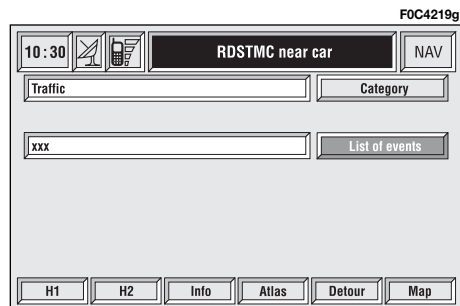 F0C4219g
10:30 RDSTMC near car NAV
Traffic Category
xxx List of events
H1 H2 Info Atlas Detour Map